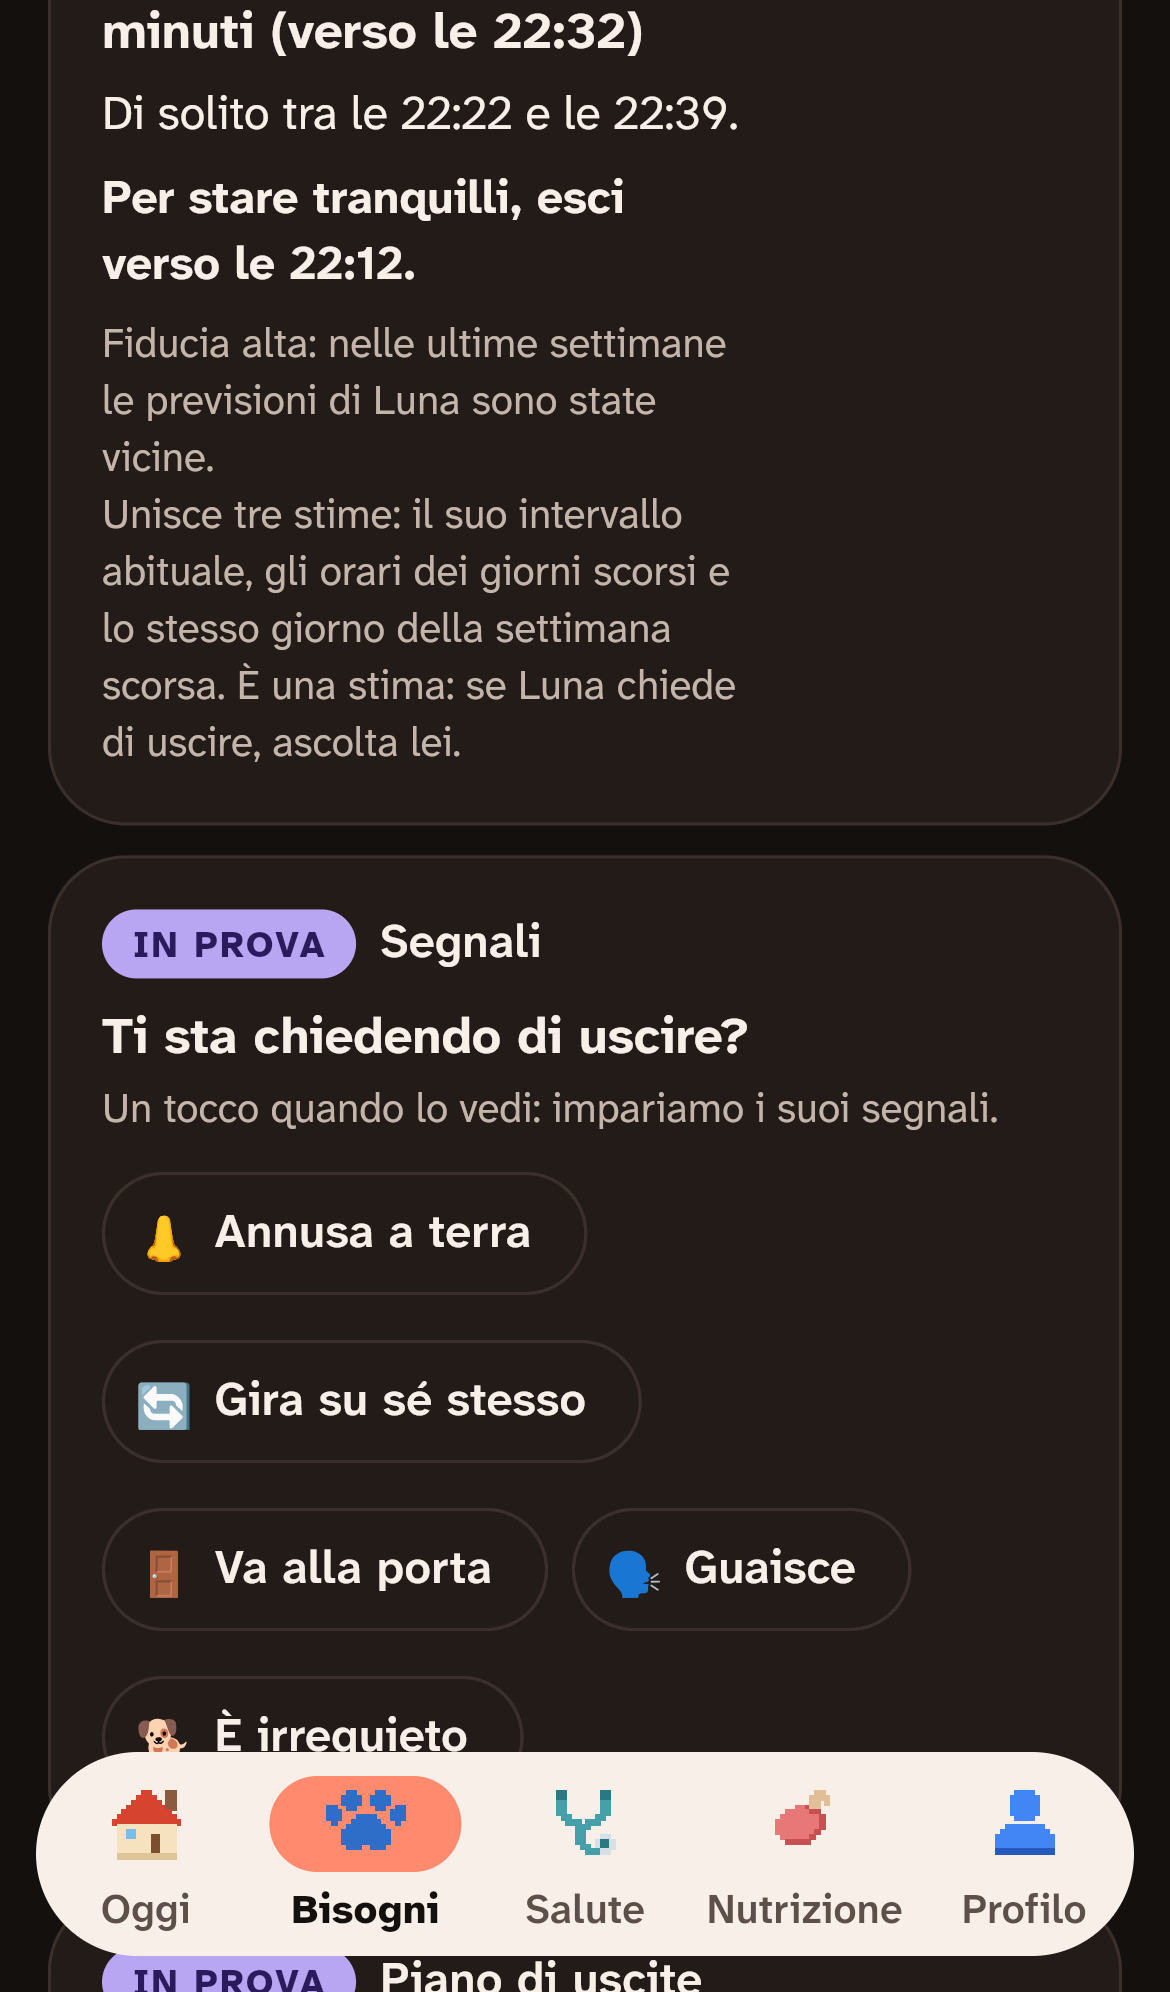 minuti (verso le 22:32)
Di solito tra le 22:22 e le 22:39.
Per stare tranquilli, esci
verso le 22:12.
Fiducia alta: nelle ultime settimane
le previsioni di Luna sono state
vicine.
Unisce tre stime: il suo intervallo
abituale, gli orari dei giorni scorsi e
lo stesso giorno della settimana
scorsa. È una stima: se Luna chiede
di uscire, ascolta lei.
IN PROVA Segnali
Ti sta chiedendo di uscire?
Un tocco quando lo vedi: impariamo i suoi segnali.
Annusa a terra
Gira su sé stesso
Va alla porta Guaisce
È irrequieto
Oggi Bisogni Salute Nutrizione Profilo
IN PROVA Piano di uscite